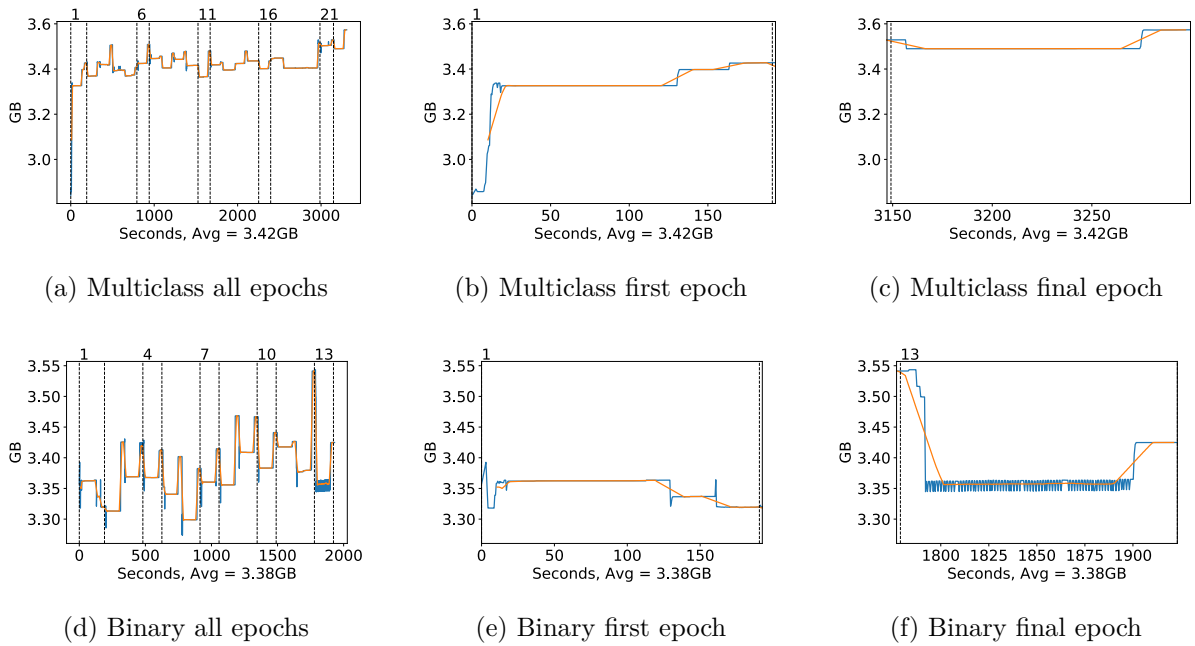 1 6 11 16 21
3.6
3.4
3.2
3.0
GB
0 1000 2000 3000
Seconds, Avg = 3.42GB
(a) Multiclass all epochs
1
3.6
3.4
3.2
3.0
GB
0 50 100 150
Seconds, Avg = 3.42GB
(b) Multiclass first epoch
3.6
3.4
3.2
3.0
GB
3150 3200 3250
Seconds, Avg = 3.42GB
(c) Multiclass final epoch
1 4 7 10 13
3.55
3.50
3.45
3.40
3.35
3.30
GB
0 500 1000 1500 2000
Seconds, Avg = 3.38GB
(d) Binary all epochs
1
3.55
3.50
3.45
3.40
3.35
3.30
GB
0 50 100 150
Seconds, Avg = 3.38GB
(e) Binary first epoch
13
3.55
3.50
3.45
3.40
3.35
3.30
GB
1800 1825 1850 1875 1900
Seconds, Avg = 3.38GB
(f) Binary final epoch